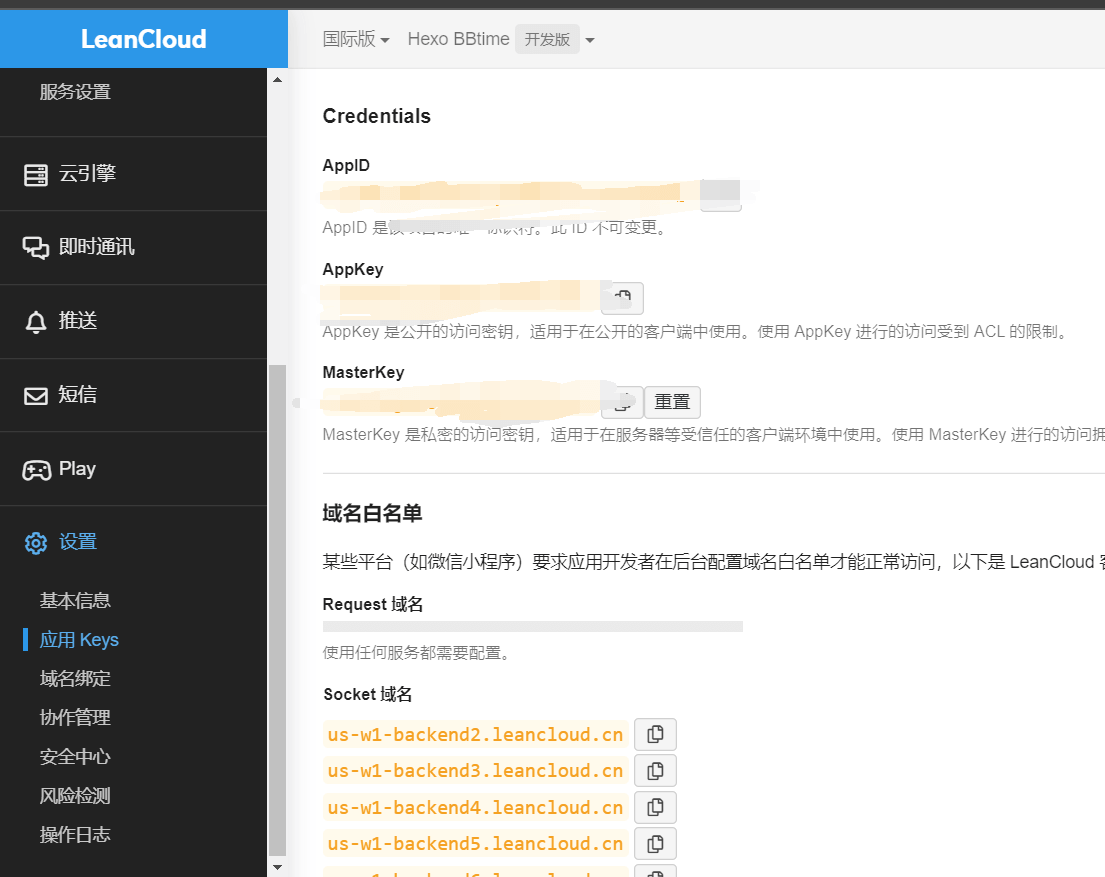 LeanCloud
国际版 Hexo BBtime 开发版
服务设置
云引擎
即时通讯
推送
短信
Play
设置
基本信息
应用 Keys
域名绑定
协作管理
安全中心
风险检测
操作日志
Credentials
AppID
AppID 是该项目的唯一标识符。此 ID 不可变更。
AppKey
AppKey 是公开的访问密钥，适用于在公开的客户端中使用。使用 AppKey 进行的访问受到 ACL 的限制。
MasterKey
重置
MasterKey 是私密的访问密钥，适用于在服务器等受信任的客户端环境中使用。使用 MasterKey 进行的访问拥
域名白名单
某些平台（如微信小程序）要求应用开发者在后台配置域名白名单才能正常访问，以下是 LeanCloud 客
Request 域名
使用任何服务都需要配置。
Socket 域名
us-w1-backend2.leancloud.cn
us-w1-backend3.leancloud.cn
us-w1-backend4.leancloud.cn
us-w1-backend5.leancloud.cn